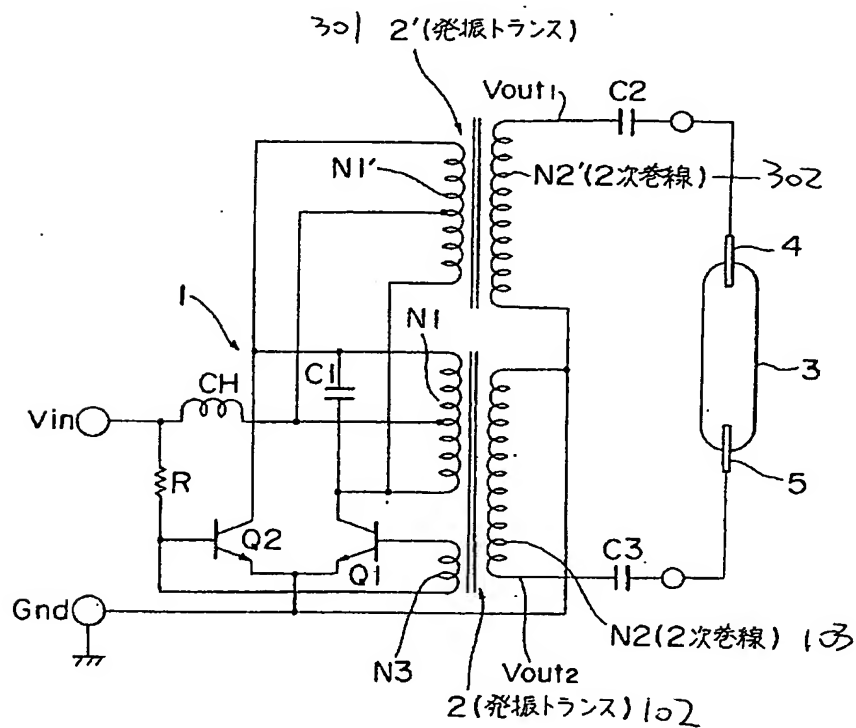 301 2'(発振トランス)
Vout1 C2
N1' N2'(2次巻線) 302
4
1 N1
CH C1 3
Vin
R 5
Q2 Q1 C3
Gnd
N3 Vout2 N2(2次巻線) 103
2(発振トランス) 102